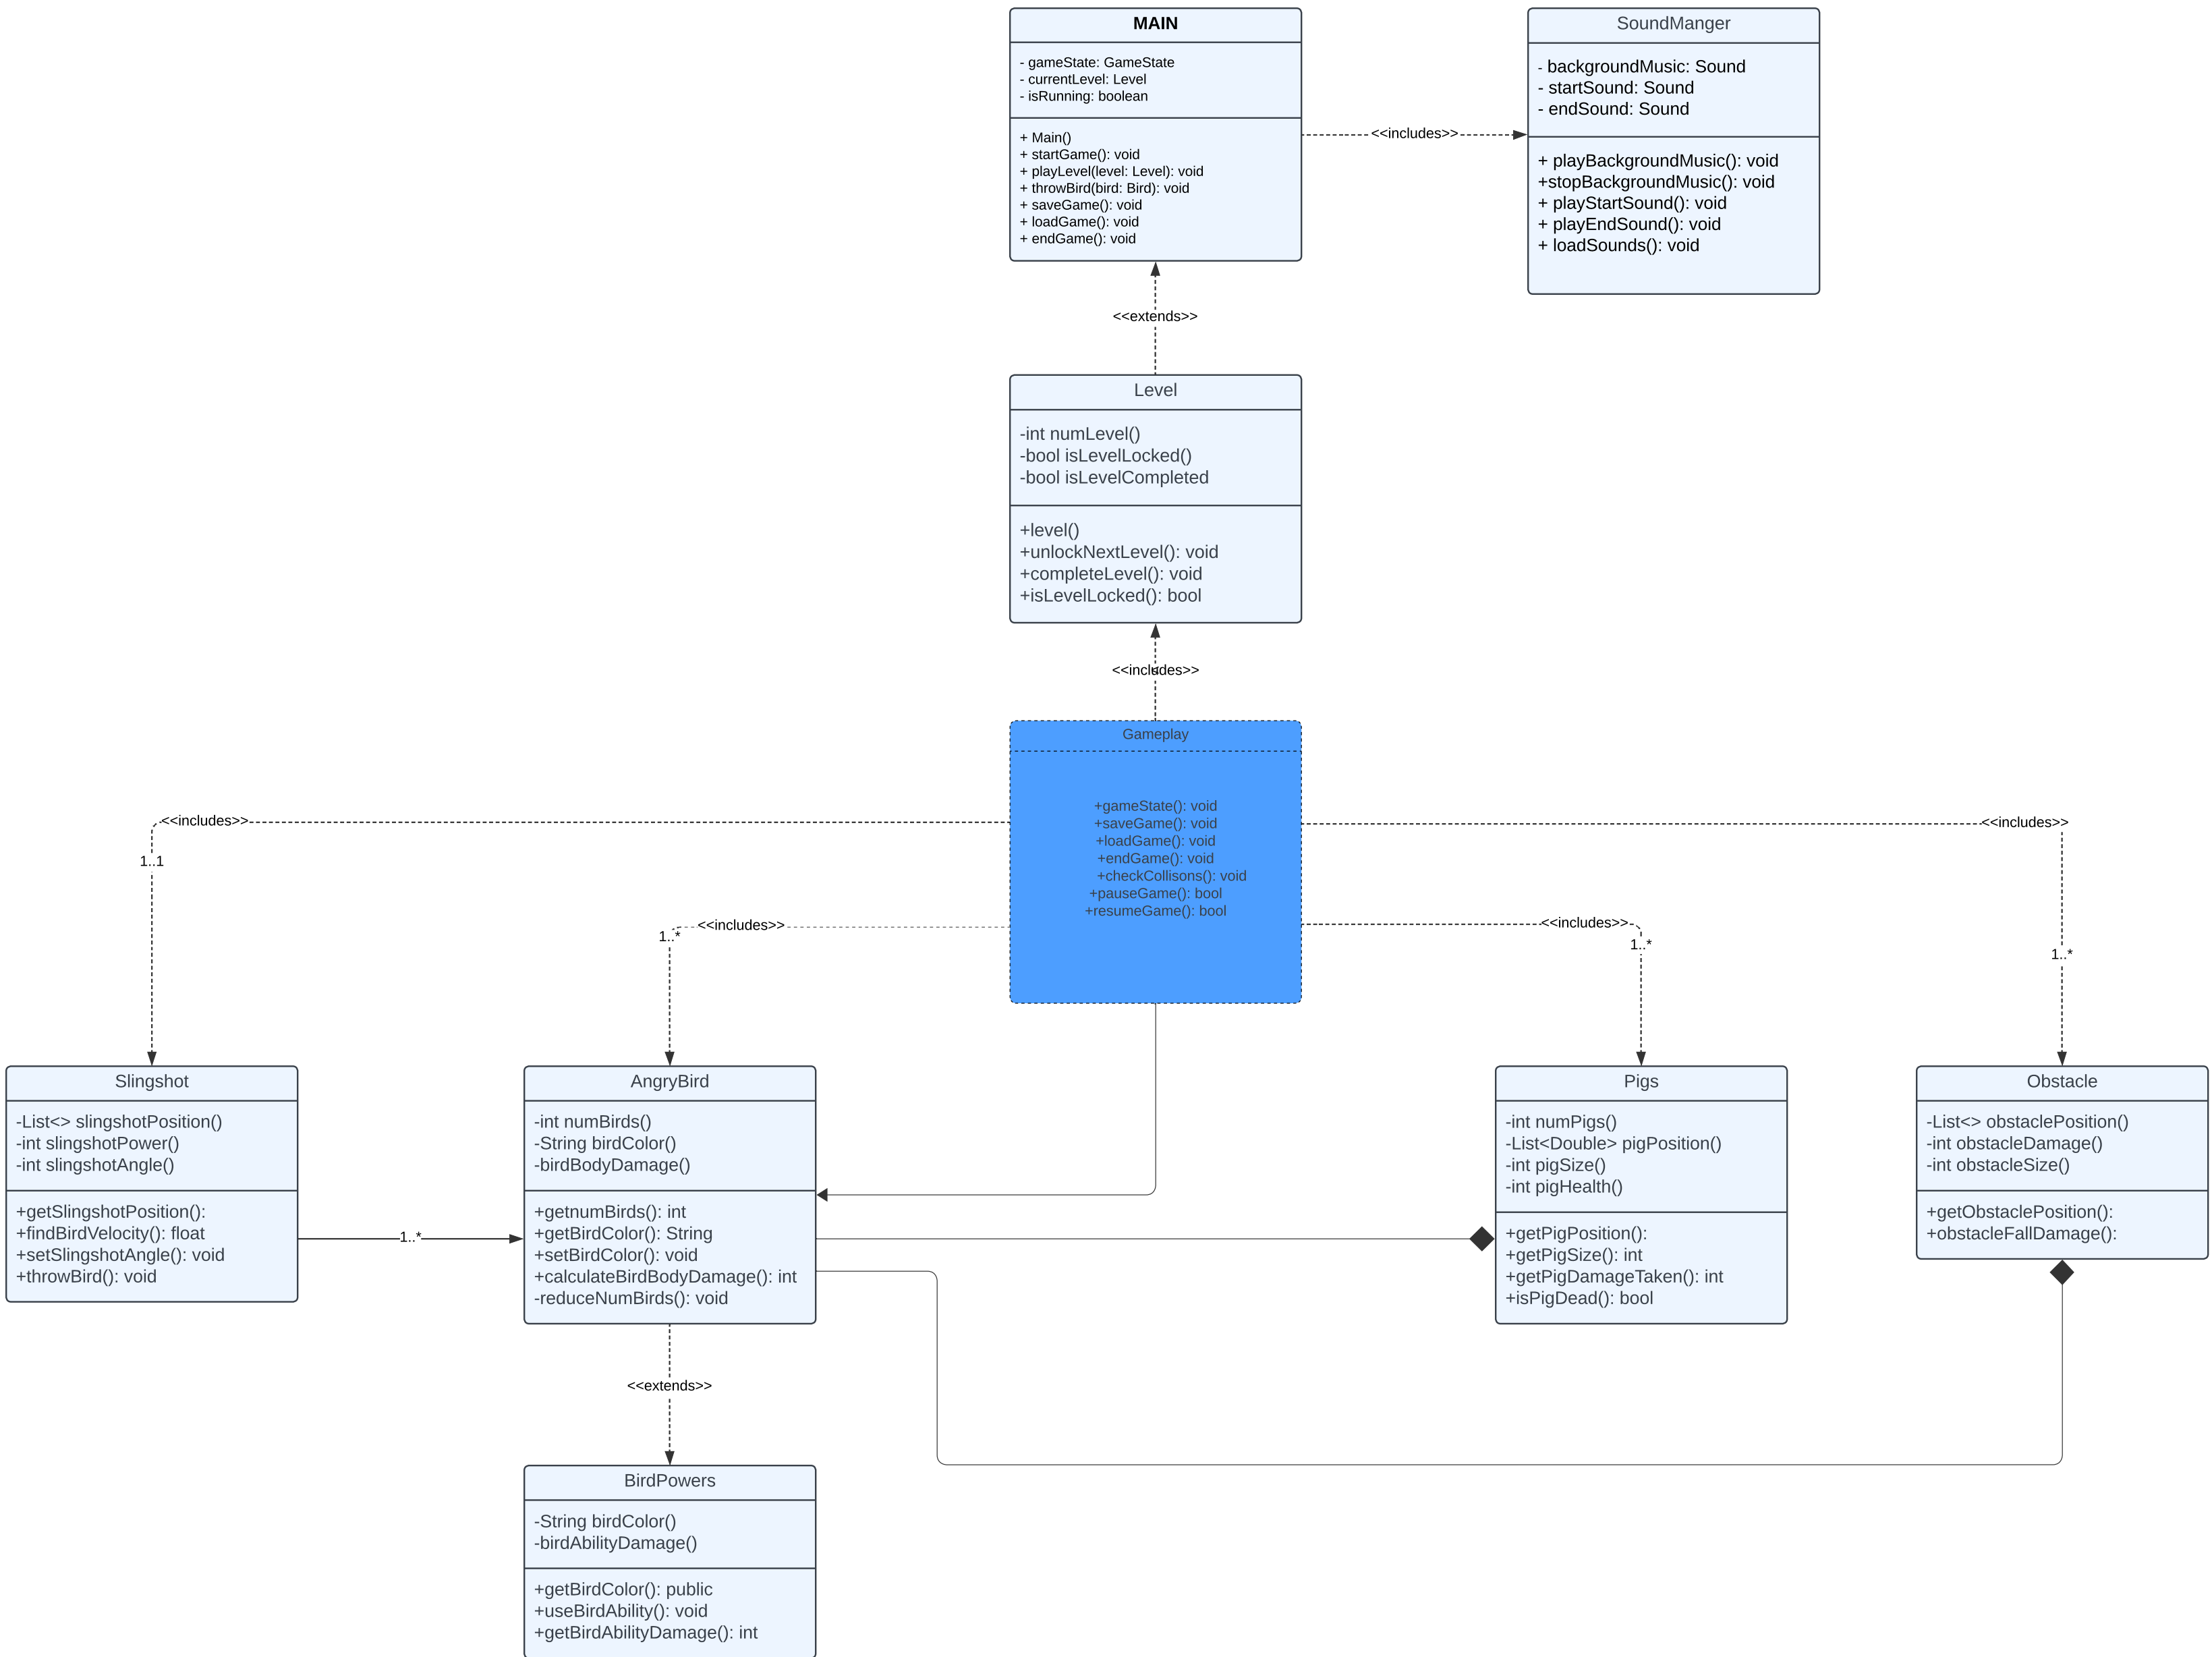 MAIN
- gameState: GameState
- currentLevel: Level
- isRunning: boolean
+ Main()
+ startGame(): void
+ playLevel(level: Level): void
+ throwBird(bird: Bird): void
+ saveGame(): void
+ loadGame(): void
+ endGame(): void
<<includes>>
SoundManger
- backgroundMusic: Sound
- startSound: Sound
- endSound: Sound
+ playBackgroundMusic(): void
+stopBackgroundMusic(): void
+ playStartSound(): void
+ playEndSound(): void
+ loadSounds(): void
<<extends>>
Level
-int numLevel()
-bool isLevelLocked()
-bool isLevelCompleted
+level()
+unlockNextLevel(): void
+completeLevel(): void
+isLevelLocked(): bool
<<includes>>
Gameplay
+gameState(): void
+saveGame(): void
+loadGame(): void
+endGame(): void
+checkCollisons(): void
+pauseGame(): bool
+resumeGame(): bool
<<includes>>
1..1
<<includes>>
1..*
<<includes>>
1..*
<<includes>>
1..*
Slingshot
-List<> slingshotPosition()
-int slingshotPower()
-int slingshotAngle()
+getSlingshotPosition():
+findBirdVelocity(): float
+setSlingshotAngle(): void
+throwBird(): void
1..*
AngryBird
-int numBirds()
-String birdColor()
-birdBodyDamage()
+getnumBirds(): int
+getBirdColor(): String
+setBirdColor(): void
+calculateBirdBodyDamage(): int
-reduceNumBirds(): void
Pigs
-int numPigs()
-List<Double> pigPosition()
-int pigSize()
-int pigHealth()
+getPigPosition():
+getPigSize(): int
+getPigDamageTaken(): int
+isPigDead(): bool
Obstacle
-List<> obstaclePosition()
-int obstacleDamage()
-int obstacleSize()
+getObstaclePosition():
+obstacleFallDamage():
<<extends>>
BirdPowers
-String birdColor()
-birdAbilityDamage()
+getBirdColor(): public
+useBirdAbility(): void
+getBirdAbilityDamage(): int